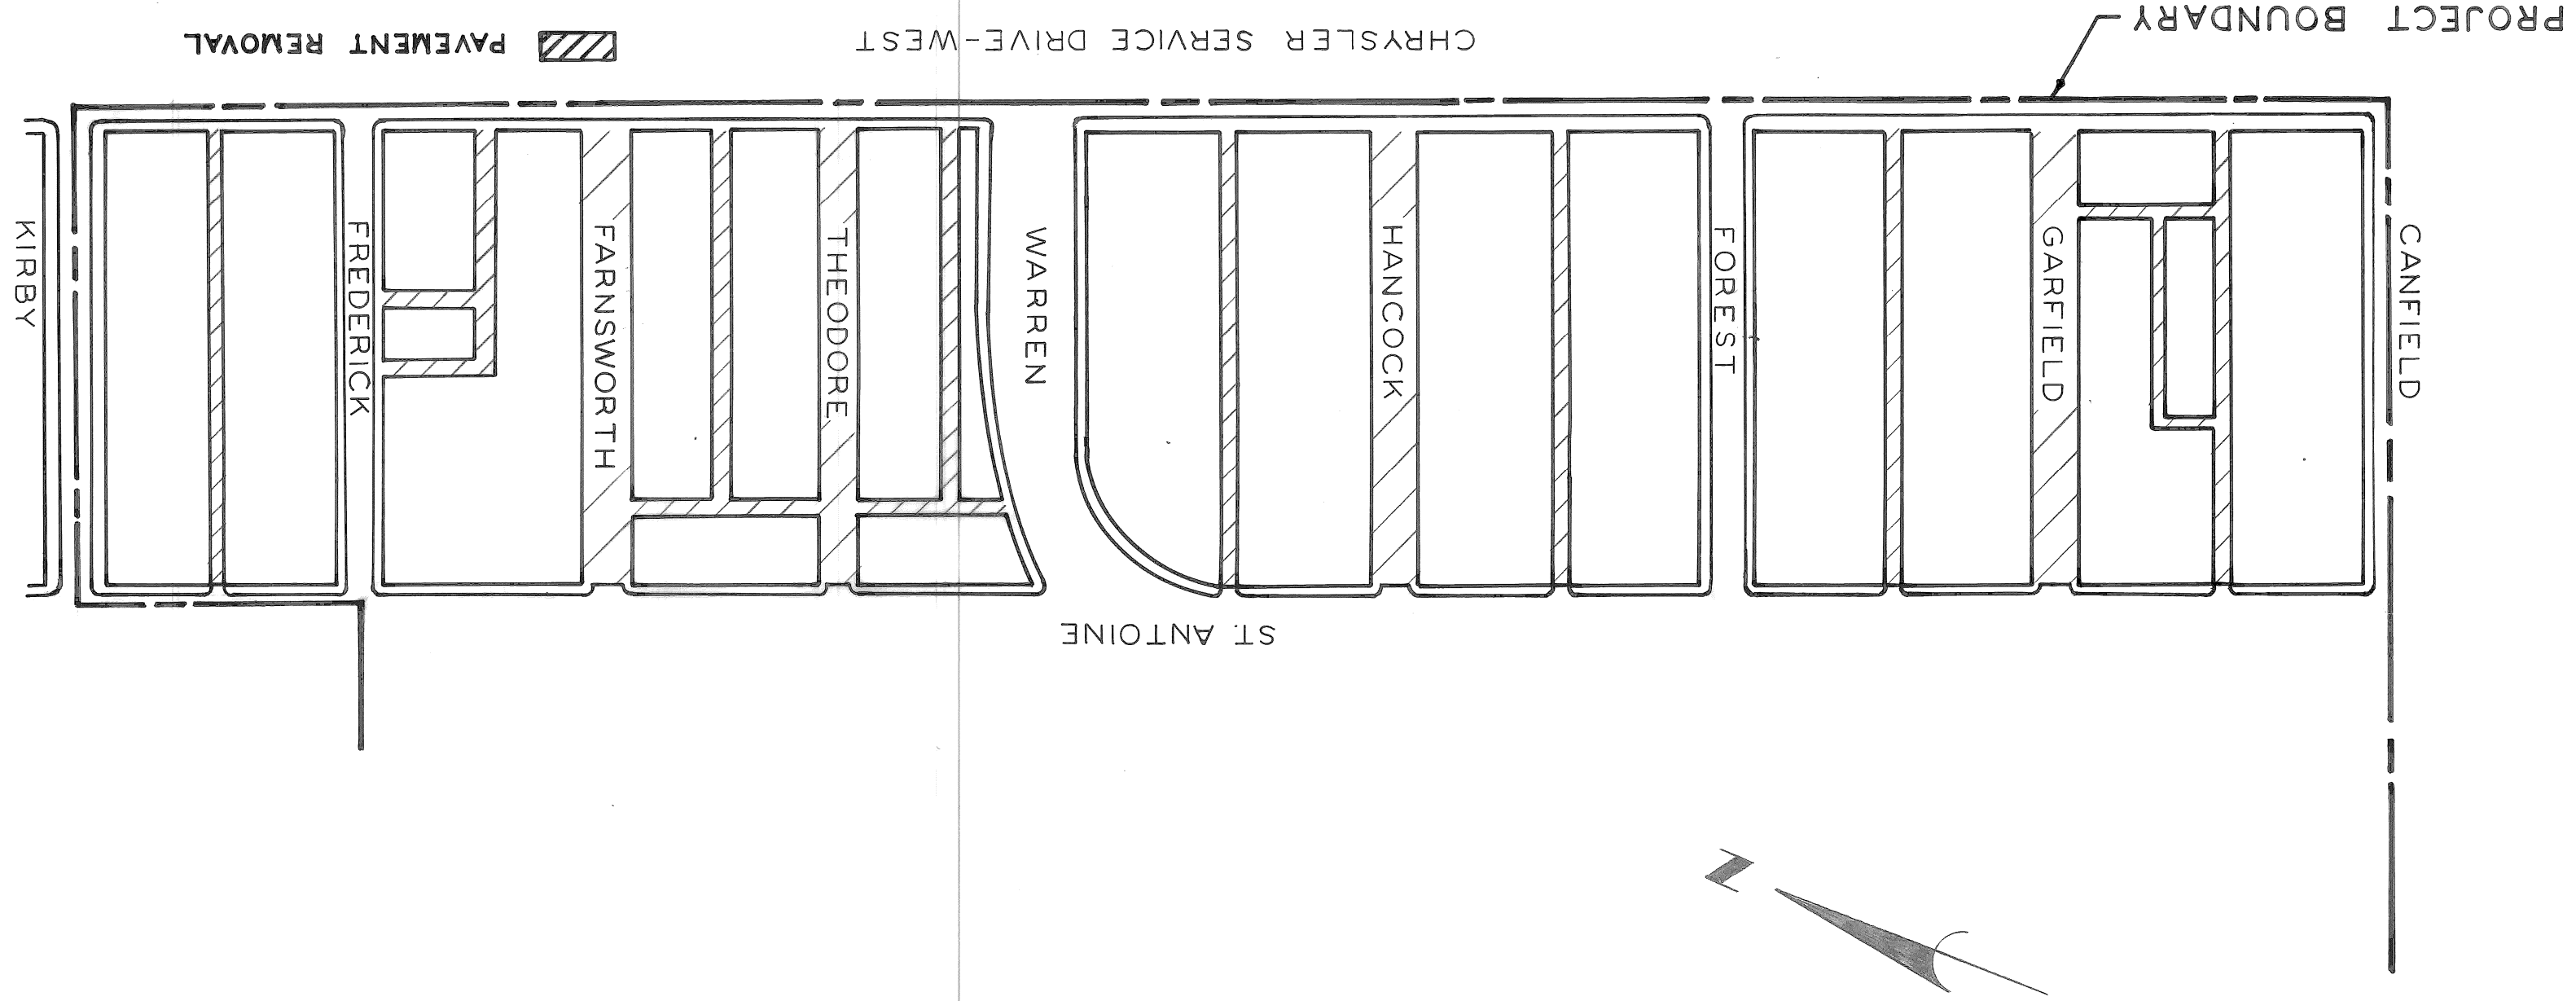 PROJECT BOUNDARY
CHRYSLER SERVICE DRIVE-WEST
PAVEMENT REMOVAL
KIRBY
FREDERICK
FARNSWORTH
THEODORE
WARREN
HANCOCK
FOREST
GARFIELD
CANFIELD
ST. ANTOINE
N